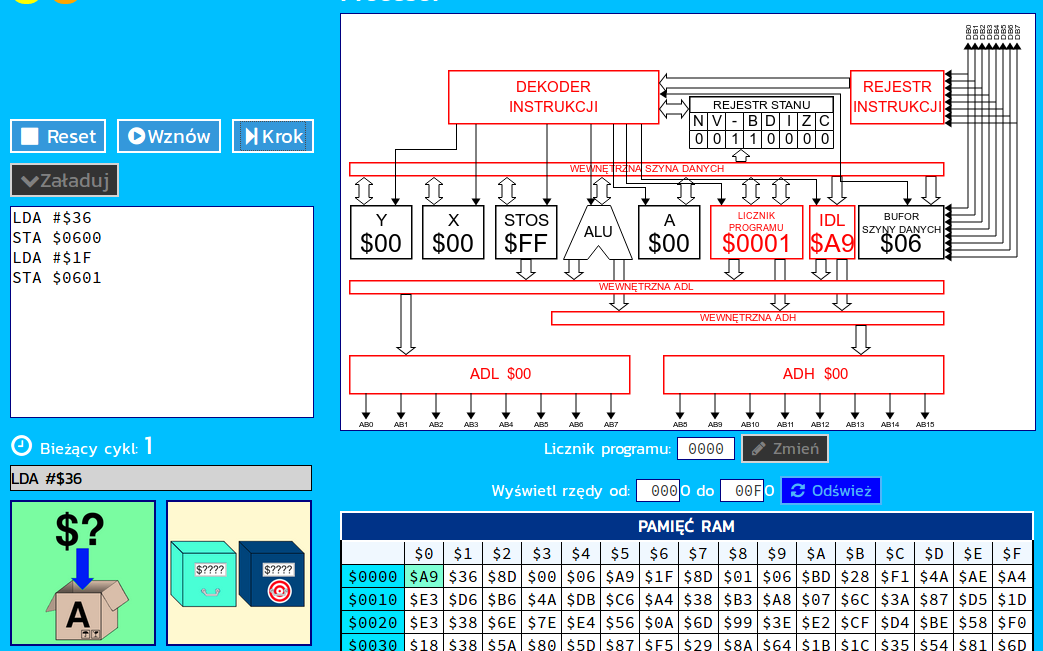 DB0 DB1 DB2 DB3 DB4 DB5 DB6 DB7
DEKODER
INSTRUKCJI
REJESTR STANU
N V - B D I Z C
0 0 1 1 0 0 0 0
REJESTR
INSTRUKCJI
WEWNĘTRZNA SZYNA DANYCH
Y
$00
X
$00
STOS
$FF
ALU
A
$00
LICZNIK
PROGRAMU
$0001
IDL
$A9
BUFOR
SZYNY DANYCH
$06
WEWNĘTRZNA ADL
WEWNĘTRZNA ADH
ADL $00
ADH $00
AB0 AB1 AB2 AB3 AB4 AB5 AB6 AB7
AB8 AB9 AB10 AB11 AB12 AB13 AB14 AB15
Reset
Wznów
Krok
Załaduj
LDA #$36
STA $0600
LDA #$1F
STA $0601
Bieżący cykl: 1
LDA #$36
$?
A
$????
$????
Licznik programu: 0000 Zmień
Wyświetl rzędy od: 0000 do 00F0 Odśwież
PAMIĘĆ RAM
$0 $1 $2 $3 $4 $5 $6 $7 $8 $9 $A $B $C $D $E $F
$0000 $A9 $36 $8D $00 $06 $A9 $1F $8D $01 $06 $BD $28 $F1 $4A $AE $A4
$0010 $E3 $D6 $B6 $4A $DB $C6 $A4 $38 $B3 $A8 $07 $6C $3A $87 $D5 $1D
$0020 $E3 $38 $6E $7E $E4 $56 $0A $6D $99 $3E $E2 $CF $D4 $BE $58 $F0
$0030 $18 $38 $5A $80 $5D $87 $F5 $29 $8A $64 $1B $1C $35 $54 $81 $6D